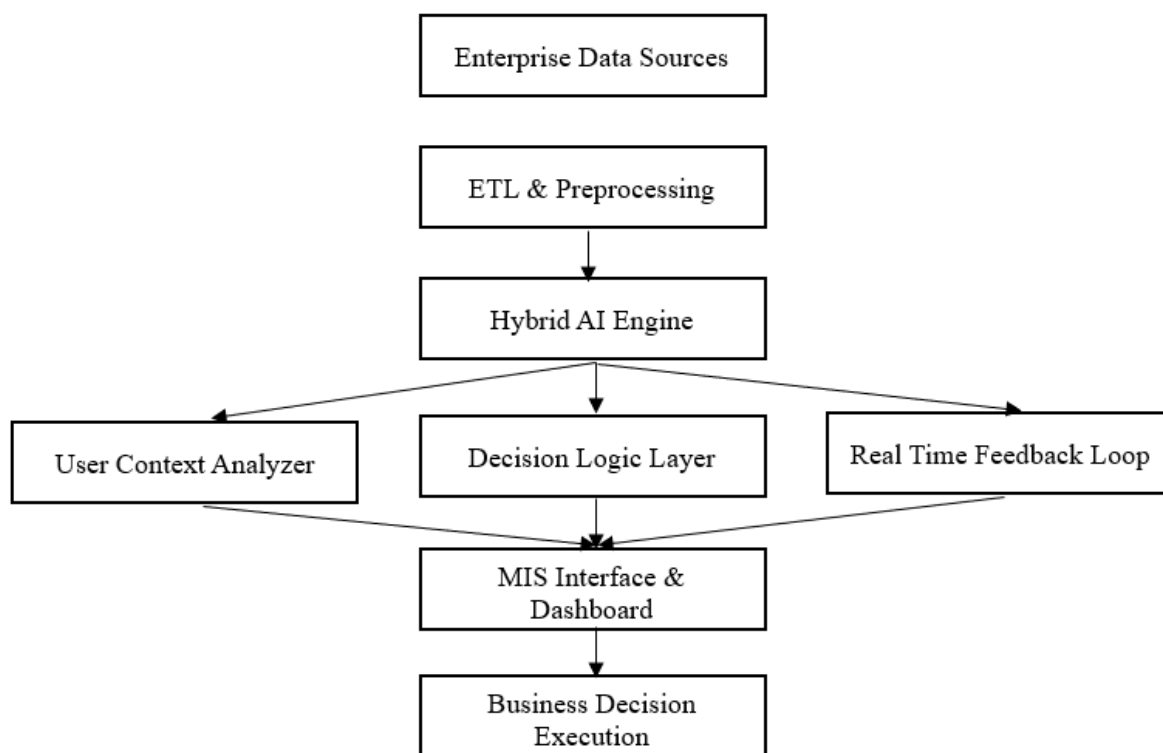 Enterprise Data Sources
ETL & Preprocessing
Hybrid AI Engine
User Context Analyzer
Decision Logic Layer
Real Time Feedback Loop
MIS Interface &
Dashboard
Business Decision
Execution